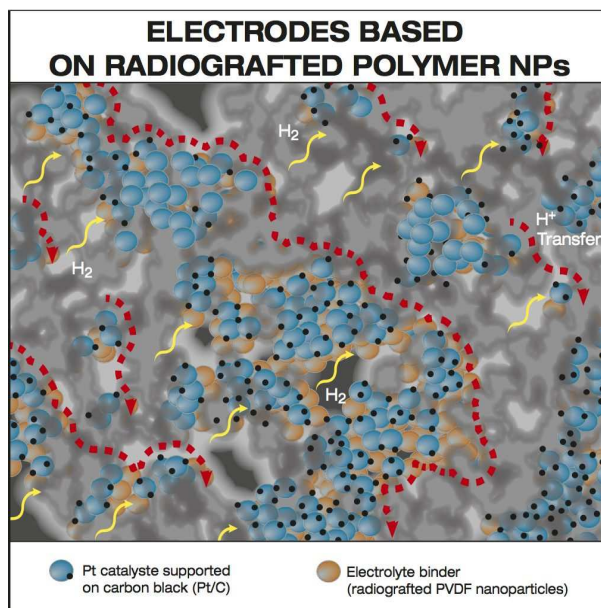 ELECTRODES BASED
ON RADIOGRAFTED POLYMER NPs
H2
H+
Transfer
H2
H2
Pt catalyste supported
on carbon black (Pt/C)
Electrolyte binder
(radiografted PVDF nanoparticles)